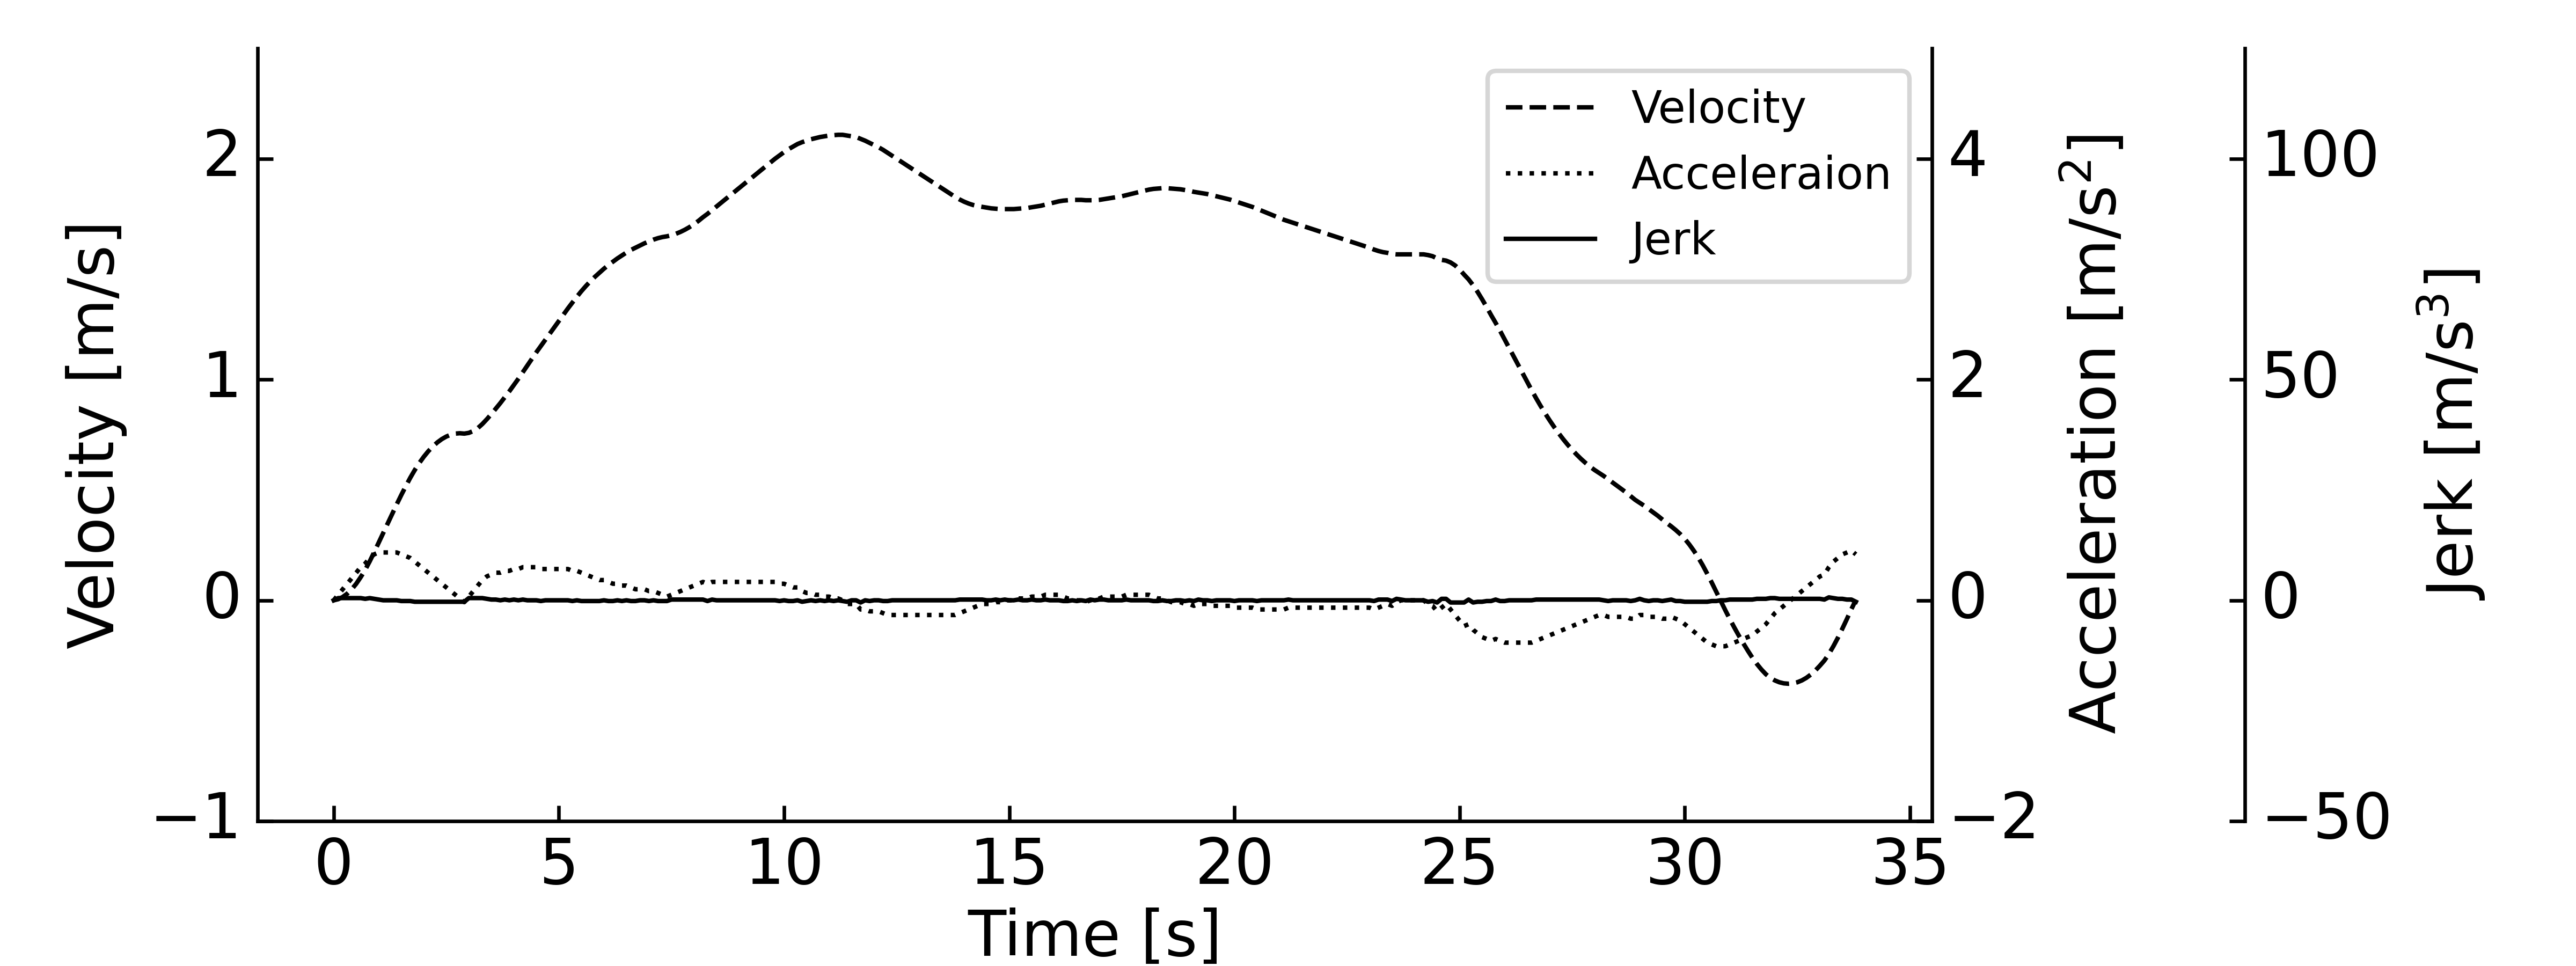 Velocity [m/s]
2
1
0
−1
0 5 10 15 20 25 30 35
Time [s]
Velocity
Acceleraion
Jerk
4
2
0
−2
Acceleration [m/s²]
100
50
0
−50
Jerk [m/s³]